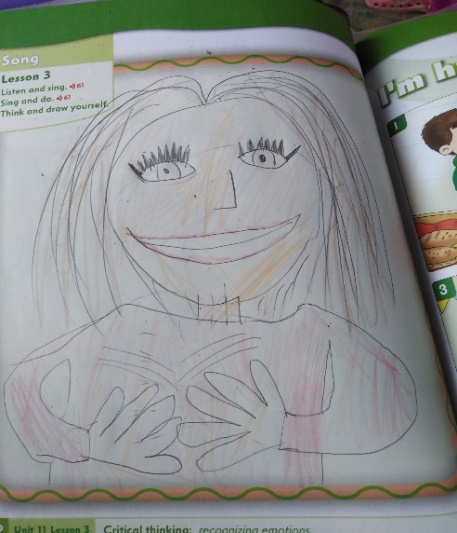 Song
Lesson 3
Listen and sing. 61
Sing and do. 61
Think and draw yourself.
I'm h
1
3
Unit 11 Lesson 3 Critical thinking: recognizing emotions